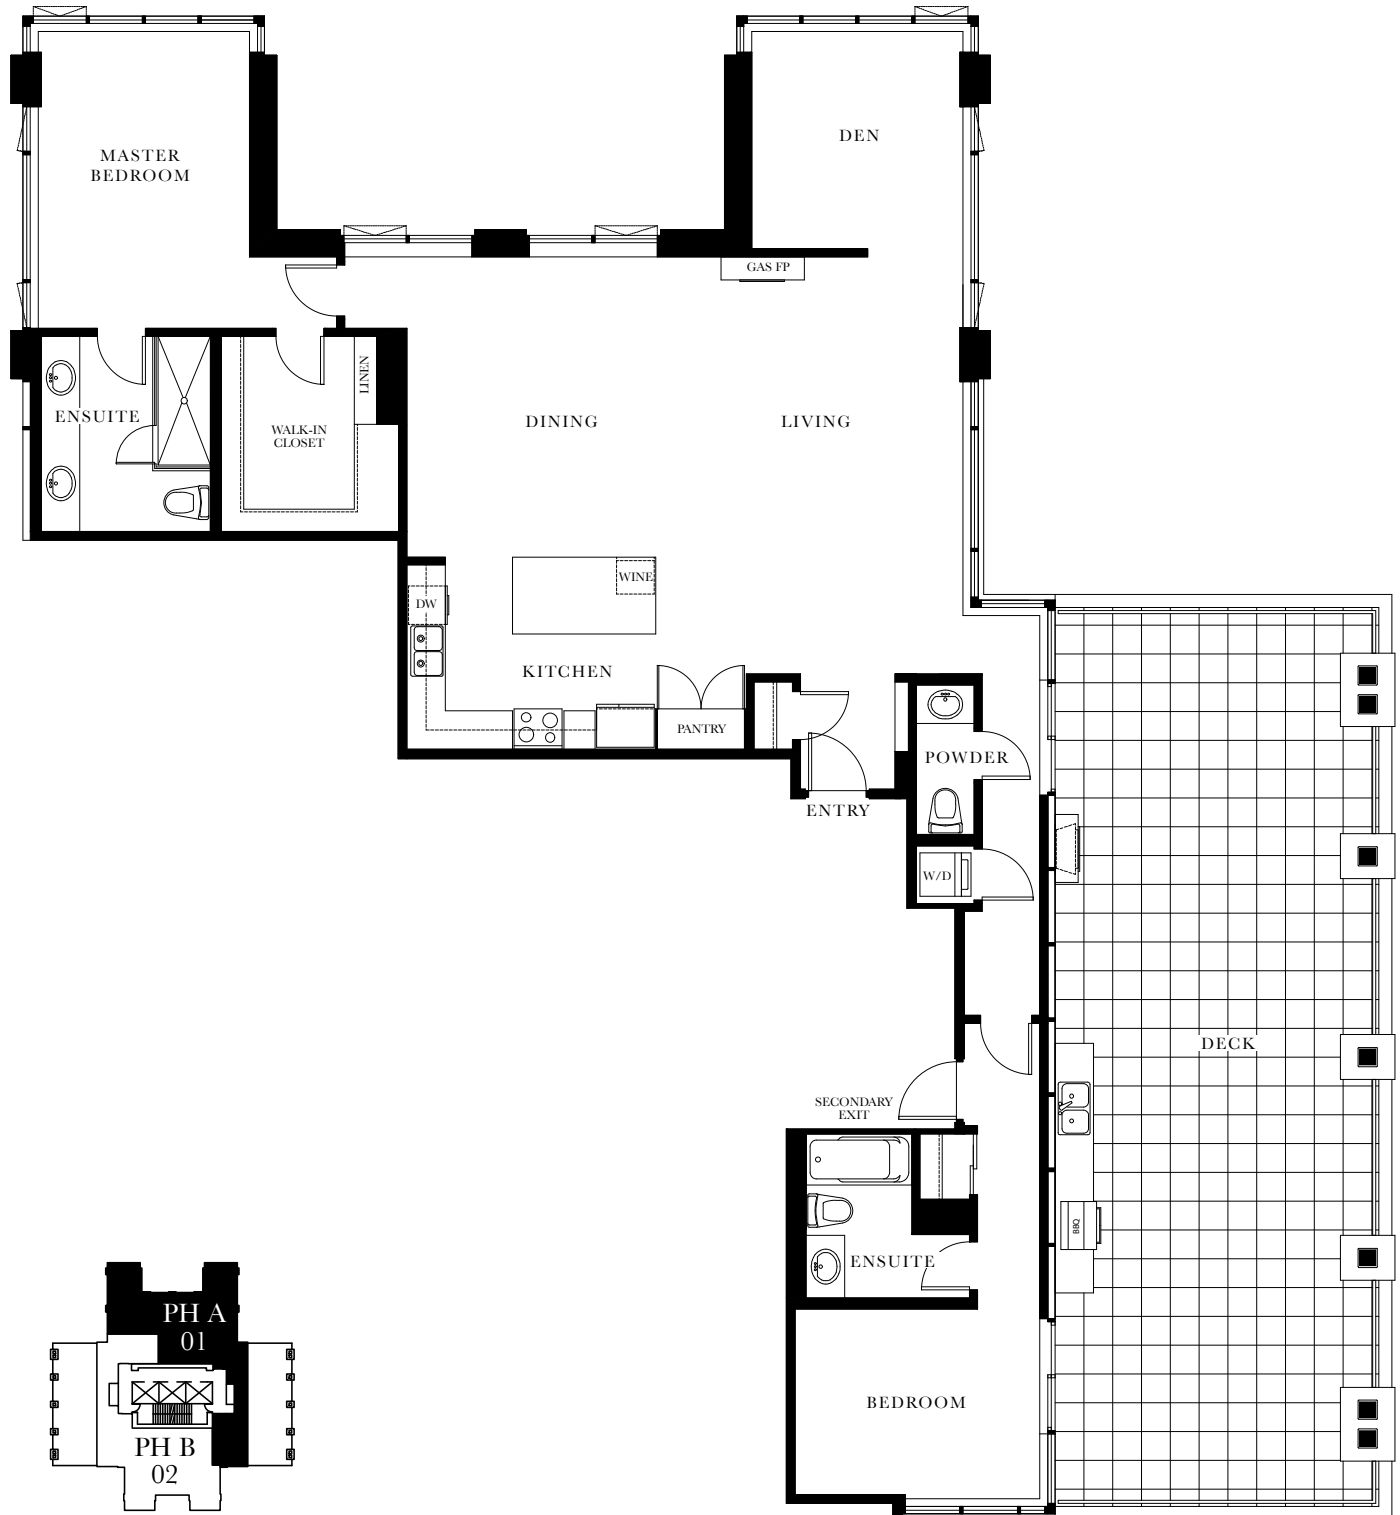 DEN
MASTER
BEDROOM
GAS FP
LINEN
ENSUITE
DINING
LIVING
WALK-IN
CLOSET
WINE
DW
KITCHEN
PANTRY
POWDER
ENTRY
W/D
DECK
SECONDARY
EXIT
BBQ
ENSUITE
PH A
01
BEDROOM
PH B
02